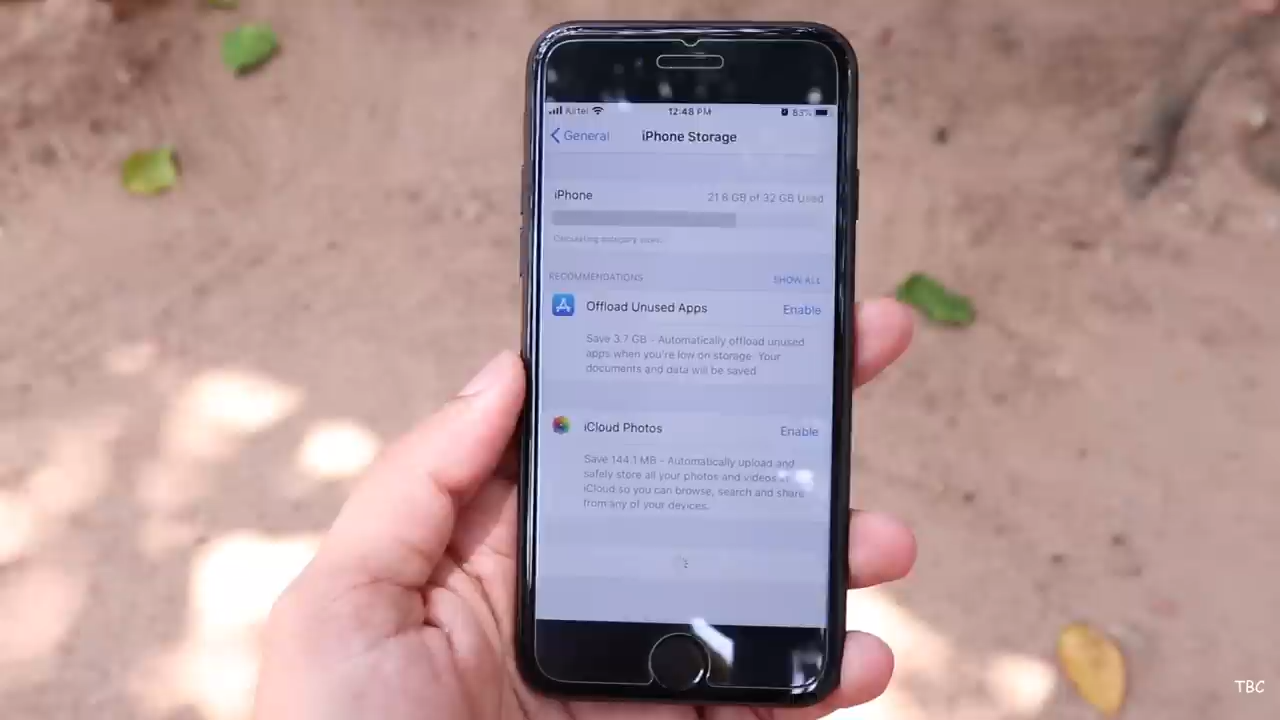 Airtel 12:48 PM 83%
General iPhone Storage
iPhone 21.6 GB of 32 GB Used
Calculating category sizes.
RECOMMENDATIONS SHOW ALL
Offload Unused Apps Enable
Save 3.7 GB - Automatically offload unused
apps when you're low on storage. Your
documents and data will be saved
iCloud Photos Enable
Save 144.1 MB - Automatically upload and
safely store all your photos and videos in
iCloud so you can browse, search and share
from any of your devices.
TBC